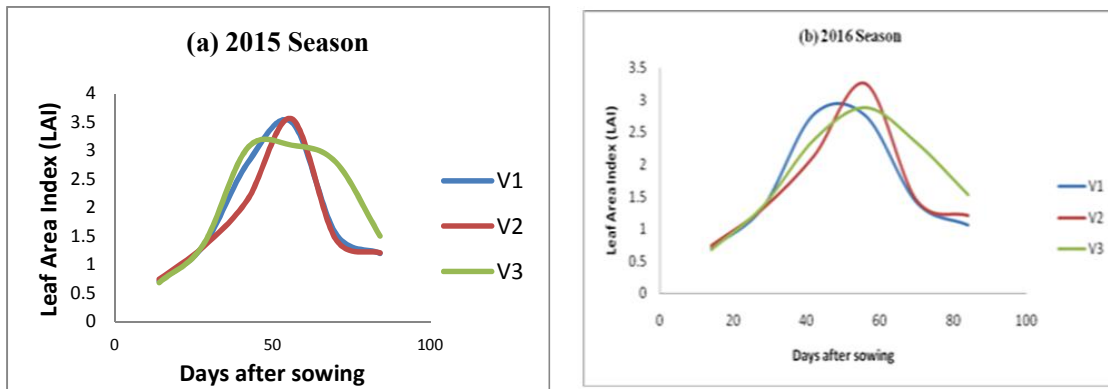 (a) 2015 Season
Leaf Area Index (LAI)
4
3.5
3
2.5
2
1.5
1
0.5
0
0 50 100
Days after sowing
V1
V2
V3
(b) 2016 Season
Leaf Area Index (LAI)
3.5
3
2.5
2
1.5
1
0.5
0
0 20 40 60 80 100
Days after sowing
V1
V2
V3